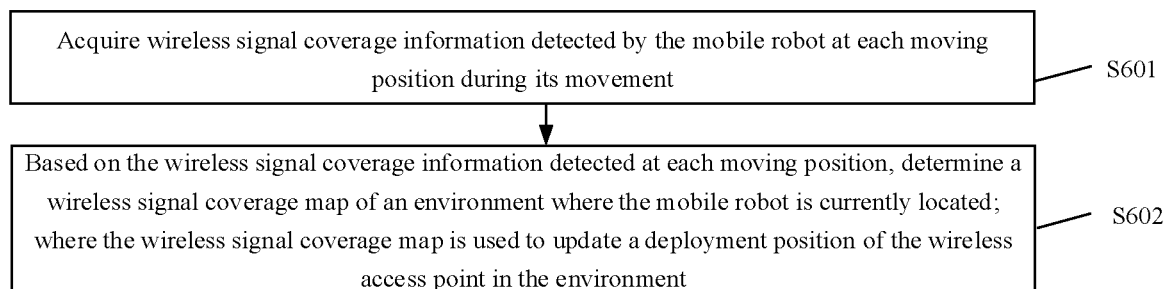 Acquire wireless signal coverage information detected by the mobile robot at each moving
position during its movement
S601
Based on the wireless signal coverage information detected at each moving position, determine a
wireless signal coverage map of an environment where the mobile robot is currently located;
where the wireless signal coverage map is used to update a deployment position of the wireless
access point in the environment
S602